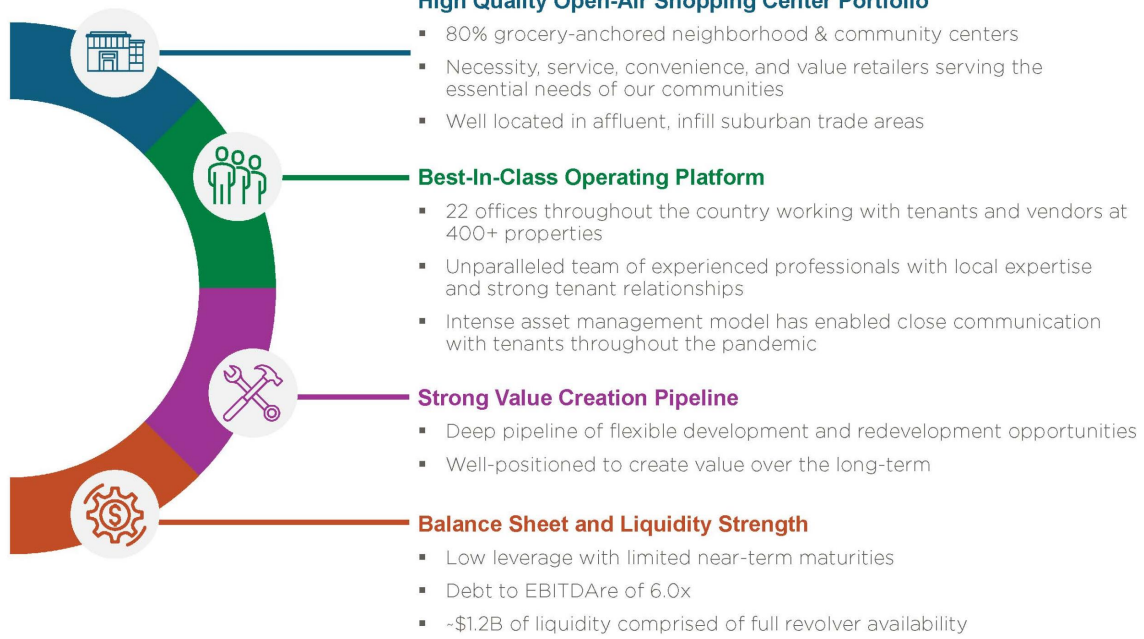 High Quality Open-Air Shopping Center Portfolio
▪ 80% grocery-anchored neighborhood & community centers
▪ Necessity, service, convenience, and value retailers serving the
essential needs of our communities
▪ Well located in affluent, infill suburban trade areas
Best-In-Class Operating Platform
▪ 22 offices throughout the country working with tenants and vendors at
400+ properties
▪ Unparalleled team of experienced professionals with local expertise
and strong tenant relationships
▪ Intense asset management model has enabled close communication
with tenants throughout the pandemic
Strong Value Creation Pipeline
▪ Deep pipeline of flexible development and redevelopment opportunities
▪ Well-positioned to create value over the long-term
$
Balance Sheet and Liquidity Strength
▪ Low leverage with limited near-term maturities
▪ Debt to EBITDAre of 6.0x
▪ ~$1.2B of liquidity comprised of full revolver availability